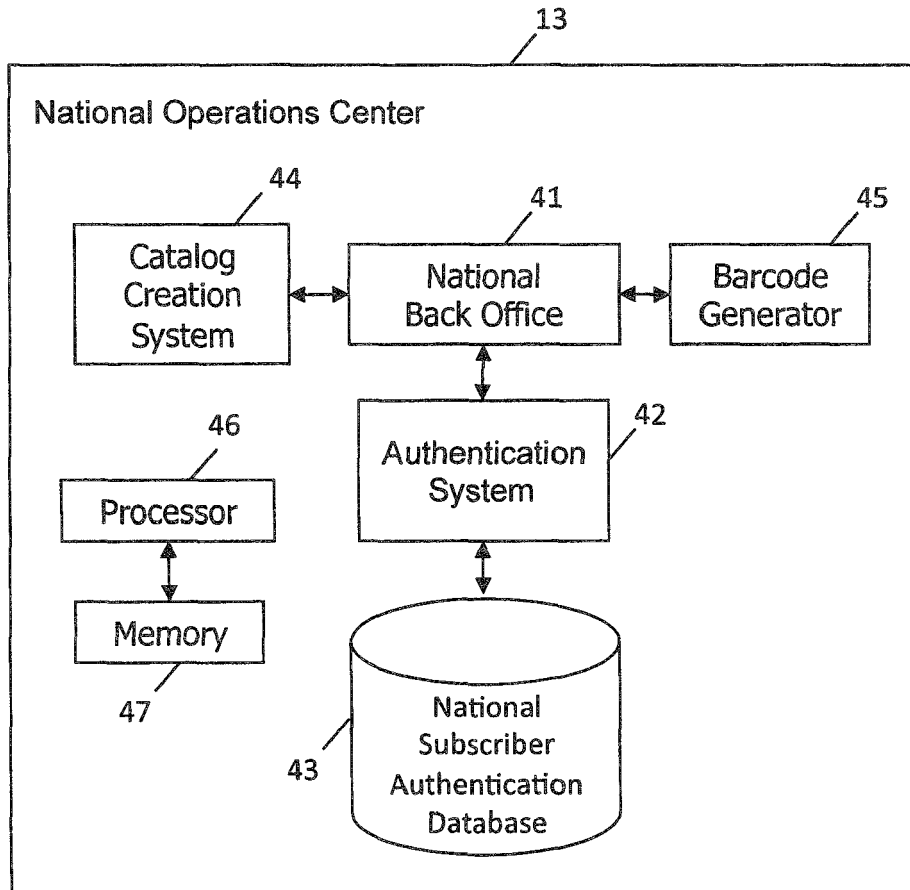 13
National Operations Center
44
41
45
Catalog
Creation
System
National
Back Office
Barcode
Generator
46
42
Processor
Authentication
System
Memory
47
43
National
Subscriber
Authentication
Database